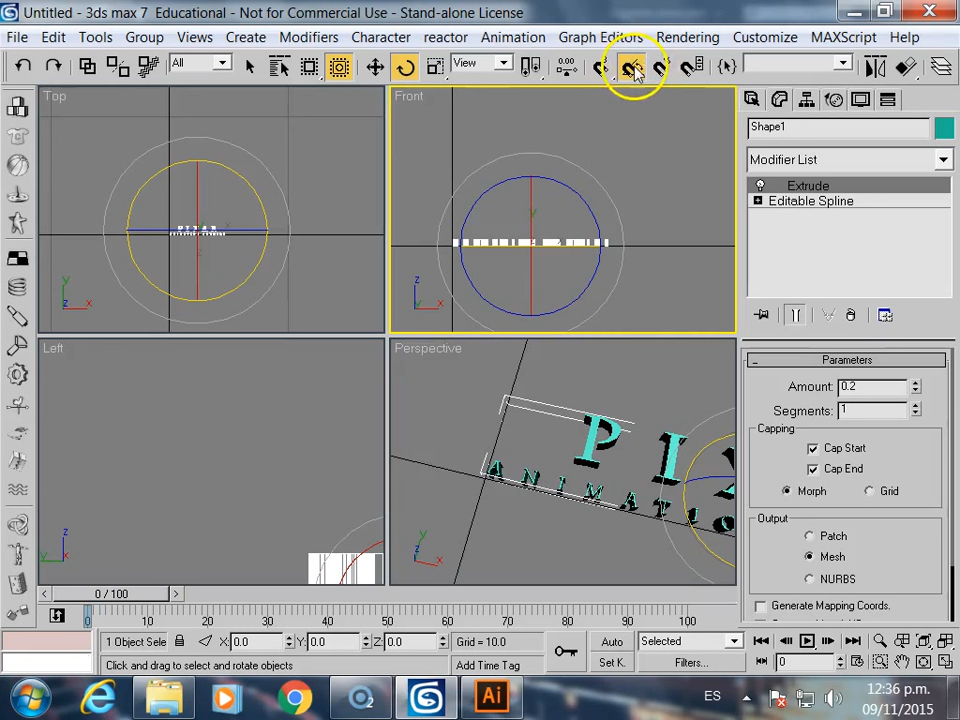 Untitled - 3ds max 7  Educational - Not for Commercial Use - Stand-alone License
File Edit Tools Group Views Create Modifiers Character reactor Animation Graph Editors Rendering Customize MAXScript Help
All View 0.00
Top Front
Shape1
Modifier List
Extrude
Editable Spline
y x z
z x y
Left Perspective
P I
A N I M A T I O
z y x
y x z
Parameters
Amount: 0.2
Segments: 1
Capping
Cap Start
Cap End
Morph Grid
Output
Patch
Mesh
NURBS
Generate Mapping Coords.
< 0 / 100 >
0 10 20 30 40 50 60 70 80 90 100
1 Object Sele X: 0.0 Y: 0.0 Z: 0.0 Grid = 10.0 Auto Selected
Click and drag to select and rotate objects Add Time Tag Set K. Filters... 0
Ai ES 12:36 p.m.
09/11/2015